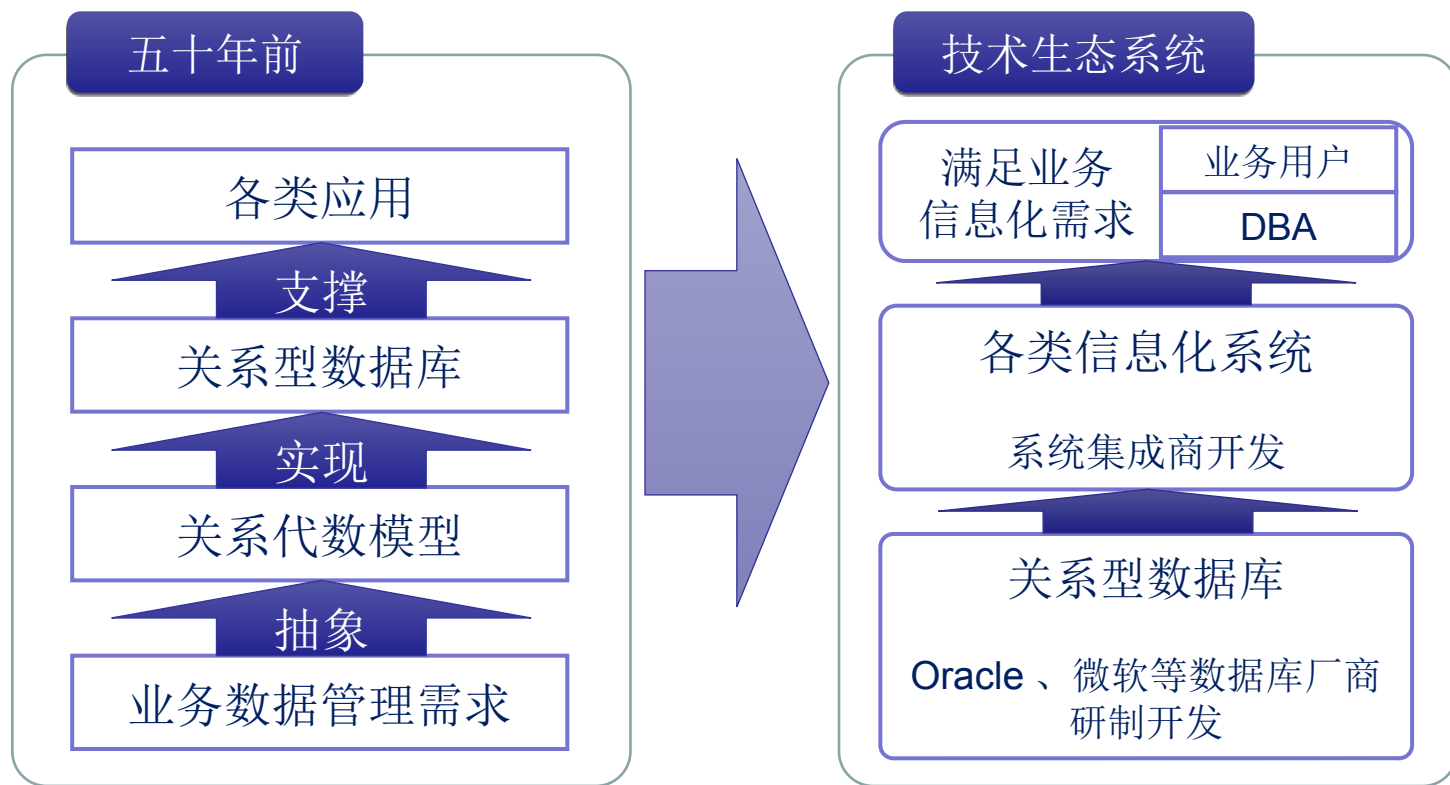 五十年前
各类应用
支撑
关系型数据库
实现
关系代数模型
抽象
业务数据管理需求
技术生态系统
满足业务
信息化需求
业务用户
DBA
各类信息化系统
系统集成商开发
关系型数据库
Oracle 、微软等数据库厂商
研制开发